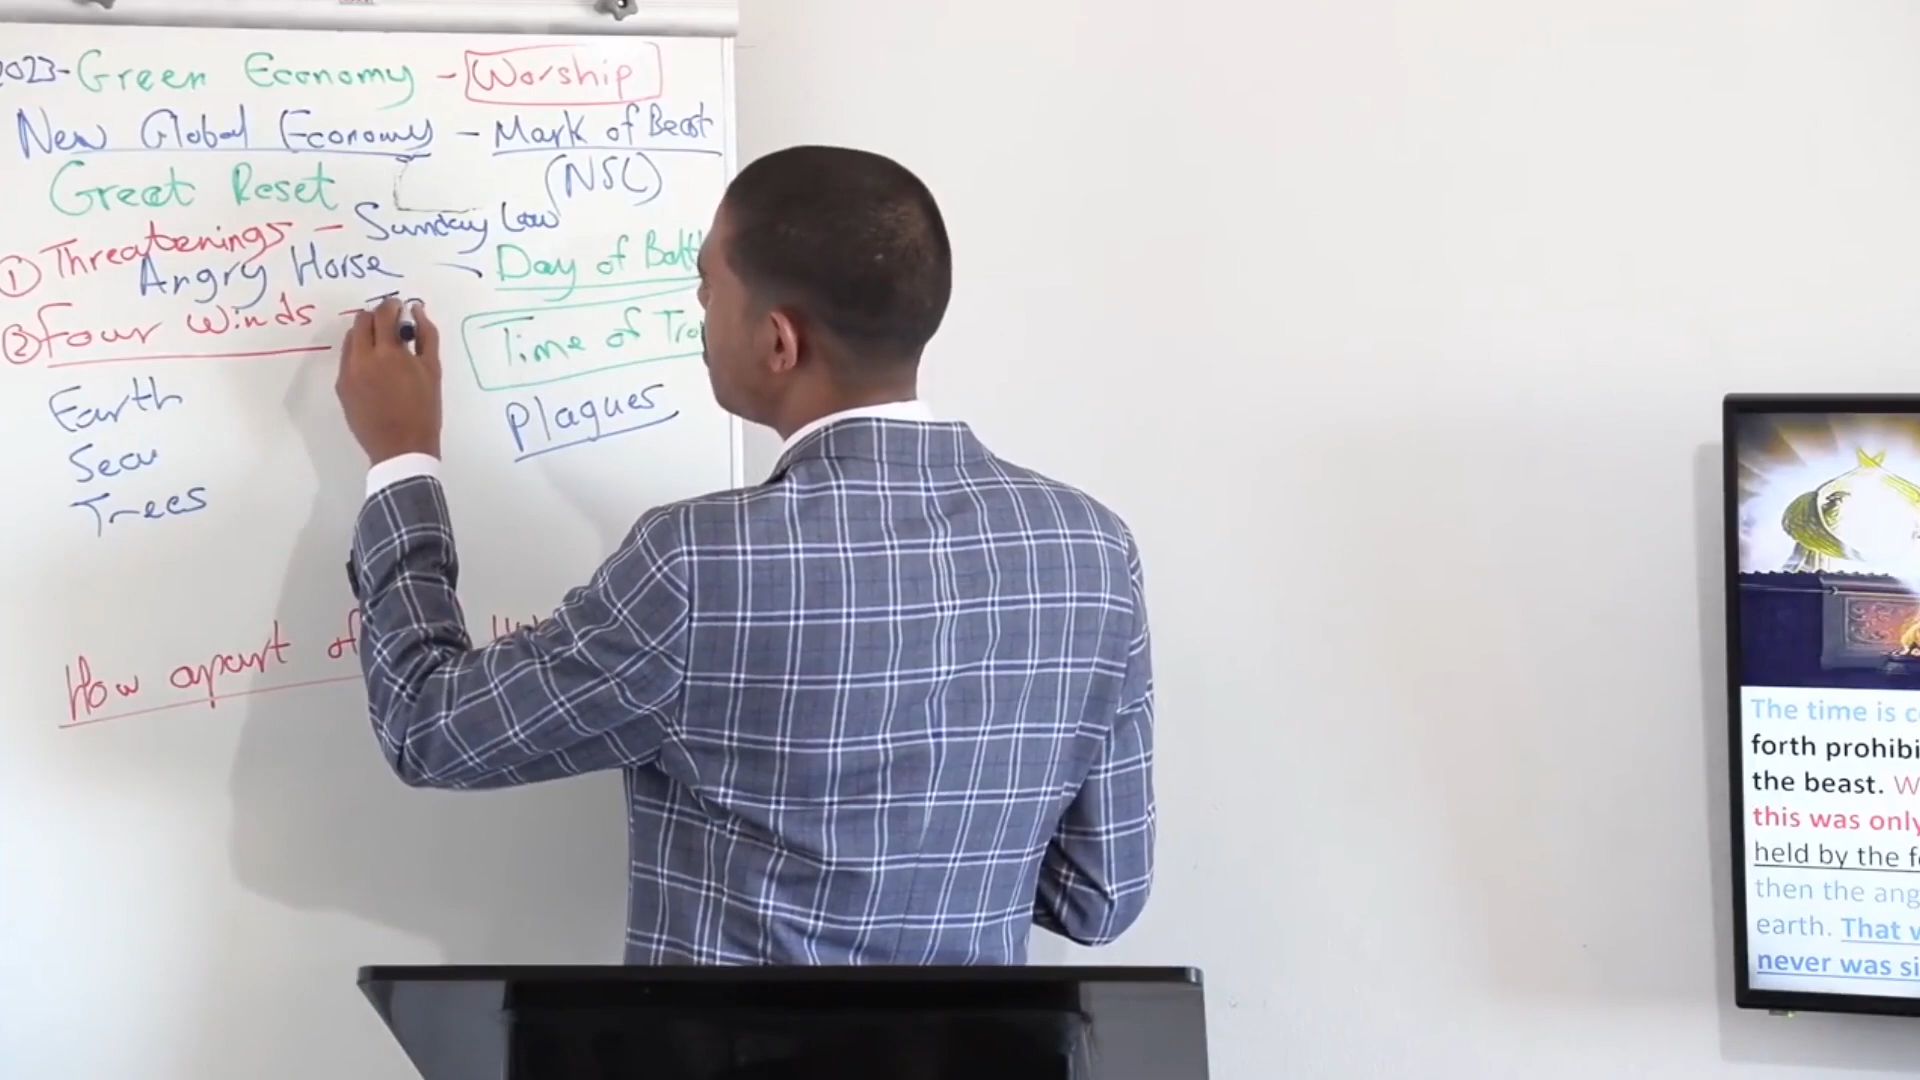 2023- Green Economy - Worship
New Global Economy - Mark of Beast
Great Reset (NSL)
① Threatenings - Sunday Law
Angry Horse - Day of Batt
② Four Winds -
Time of Tro
Earth
Plagues
Sea
Trees
How apart of
The time is c
forth prohibi
the beast. W
this was only
held by the f
then the ang
earth. That w
never was si